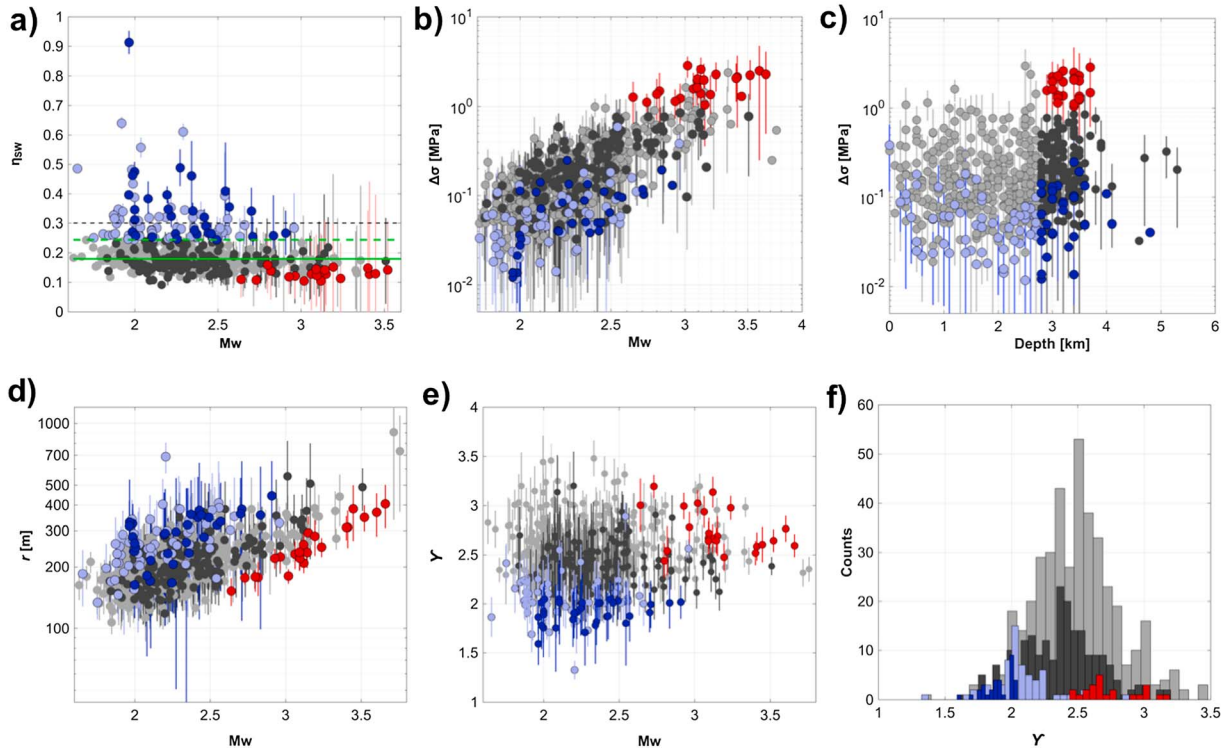 a)
1
0.9
0.8
0.7
0.6
0.5
0.4
0.3
0.2
0.1
0
ηsw
2 2.5 3 3.5
Mw
b)
10¹
10⁰
10⁻¹
10⁻²
Δσ [MPa]
2 2.5 3 3.5 4
Mw
c)
10¹
10⁰
10⁻¹
10⁻²
Δσ [MPa]
0 1 2 3 4 5 6
Depth [km]
d)
1000
700
500
400
300
200
100
r [m]
2 2.5 3 3.5
Mw
e)
4
3.5
3
2.5
2
1.5
1
ϒ
2 2.5 3 3.5
Mw
f)
60
50
40
30
20
10
0
Counts
1 1.5 2 2.5 3 3.5
ϒ